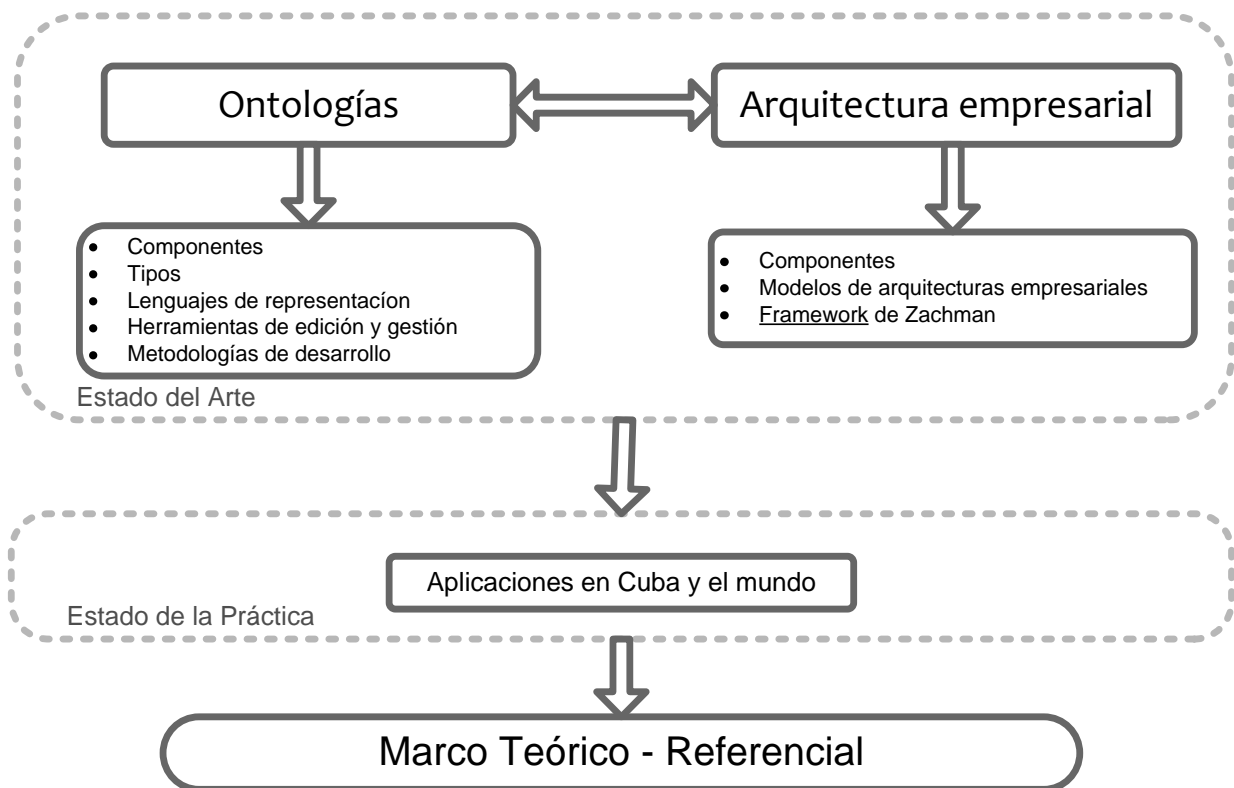 Ontologías
Arquitectura empresarial
• Componentes
• Tipos
• Lenguajes de representacíon
• Herramientas de edición y gestión
• Metodologías de desarrollo
• Componentes
• Modelos de arquitecturas empresariales
• Framework de Zachman
Estado del Arte
Aplicaciones en Cuba y el mundo
Estado de la Práctica
Marco Teórico - Referencial